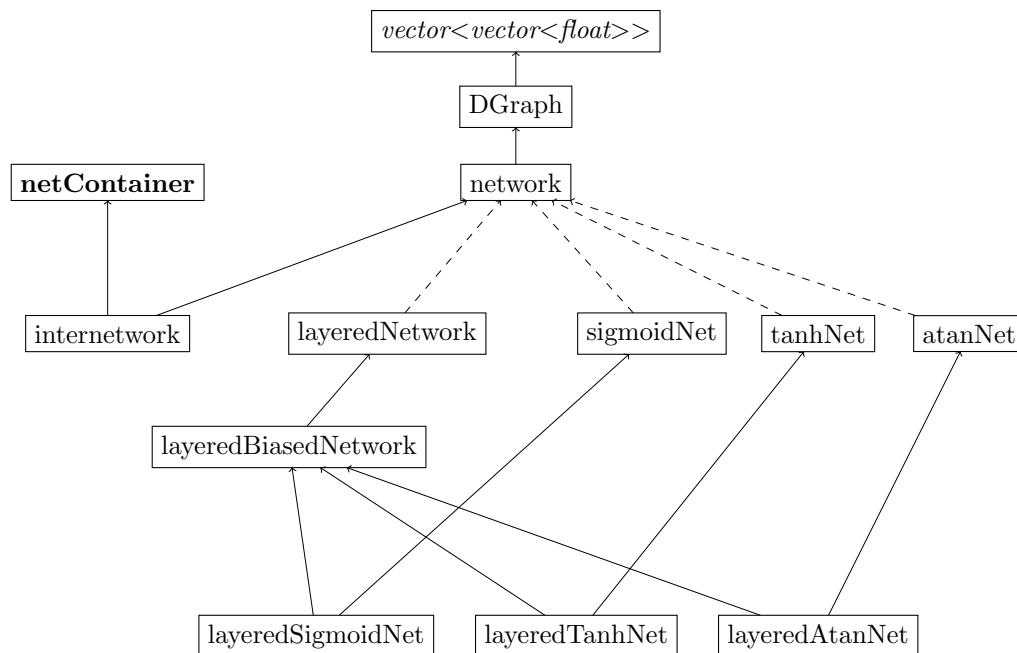 vector<vector<float>>
DGraph
netContainer
network
internetwork
layeredNetwork
sigmoidNet
tanhNet
atanNet
layeredBiasedNetwork
layeredSigmoidNet
layeredTanhNet
layeredAtanNet